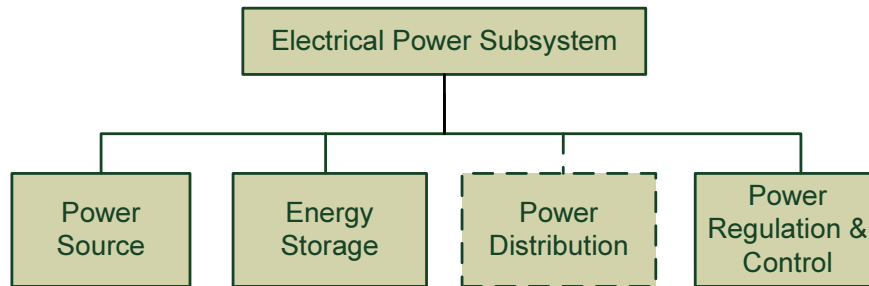 Electrical Power Subsystem
Power
Source
Energy
Storage
Power
Distribution
Power
Regulation &
Control